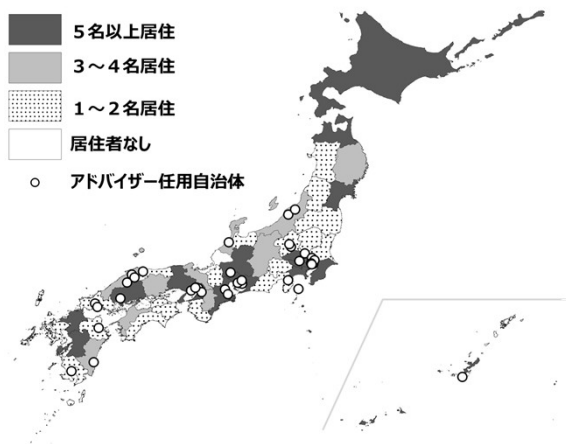 ５名以上居住
３～４名居住
１～２名居住
居住者なし
アドバイザー任用自治体